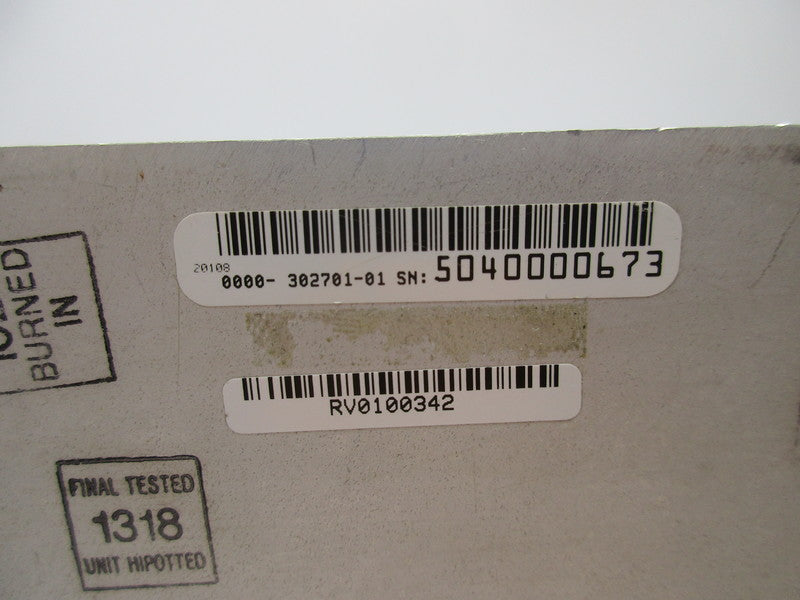 20108
0000- 302701-01 SN: 5040000673
BURNED
IN
RV0100342
FINAL TESTED
1318
UNIT HIPOTTED